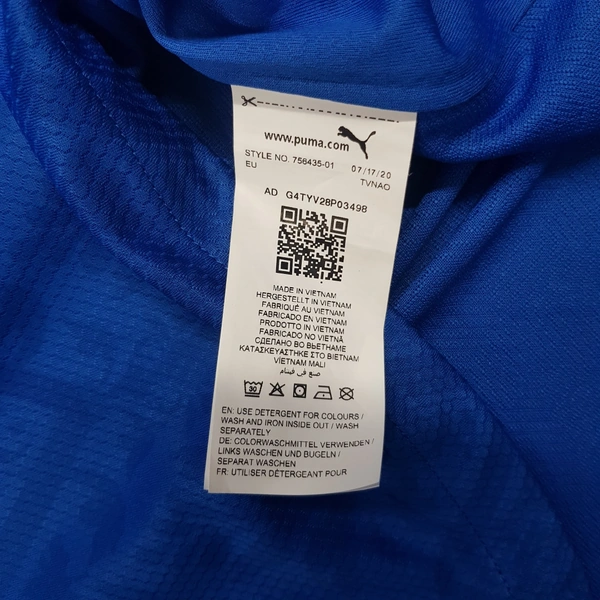 www.puma.com
STYLE NO. 756435-01 07/17/20
EU TVNAO
AD G4TYV28P03498
MADE IN VIETNAM
HERGESTELLT IN VIETNAM
FABRIQUÉ AU VIETNAM
FABRICADO EN VIETNAM
PRODOTTO IN VIETNAM
FABRICADO NO VIETNÃ
СДЕЛАНО ВО ВЬЕТНАМЕ
ΚΑΤΑΣΚΕΥΑΣΤΗΚΕ ΣΤΟ ΒΙΕΤΝΑΜ
VİETNAM MALI
صنع في فيتنام
30
EN: USE DETERGENT FOR COLOURS /
WASH AND IRON INSIDE OUT / WASH
SEPARATELY
DE: COLORWASCHMITTEL VERWENDEN /
LINKS WASCHEN UND BUGELN /
SEPARAT WASCHEN
FR: UTILISER DÉTERGEANT POUR